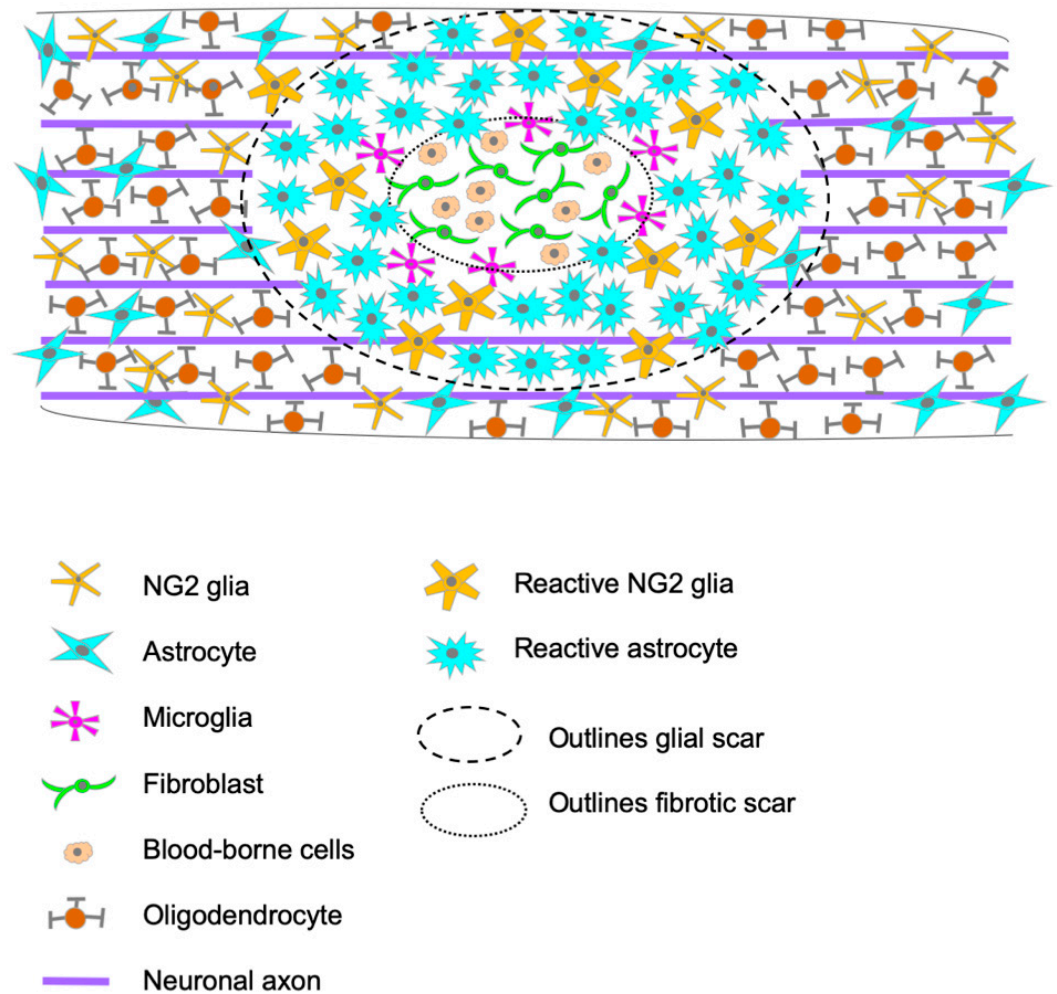 NG2 glia
Astrocyte
Microglia
Fibroblast
Blood-borne cells
Oligodendrocyte
Neuronal axon
Reactive NG2 glia
Reactive astrocyte
Outlines glial scar
Outlines fibrotic scar